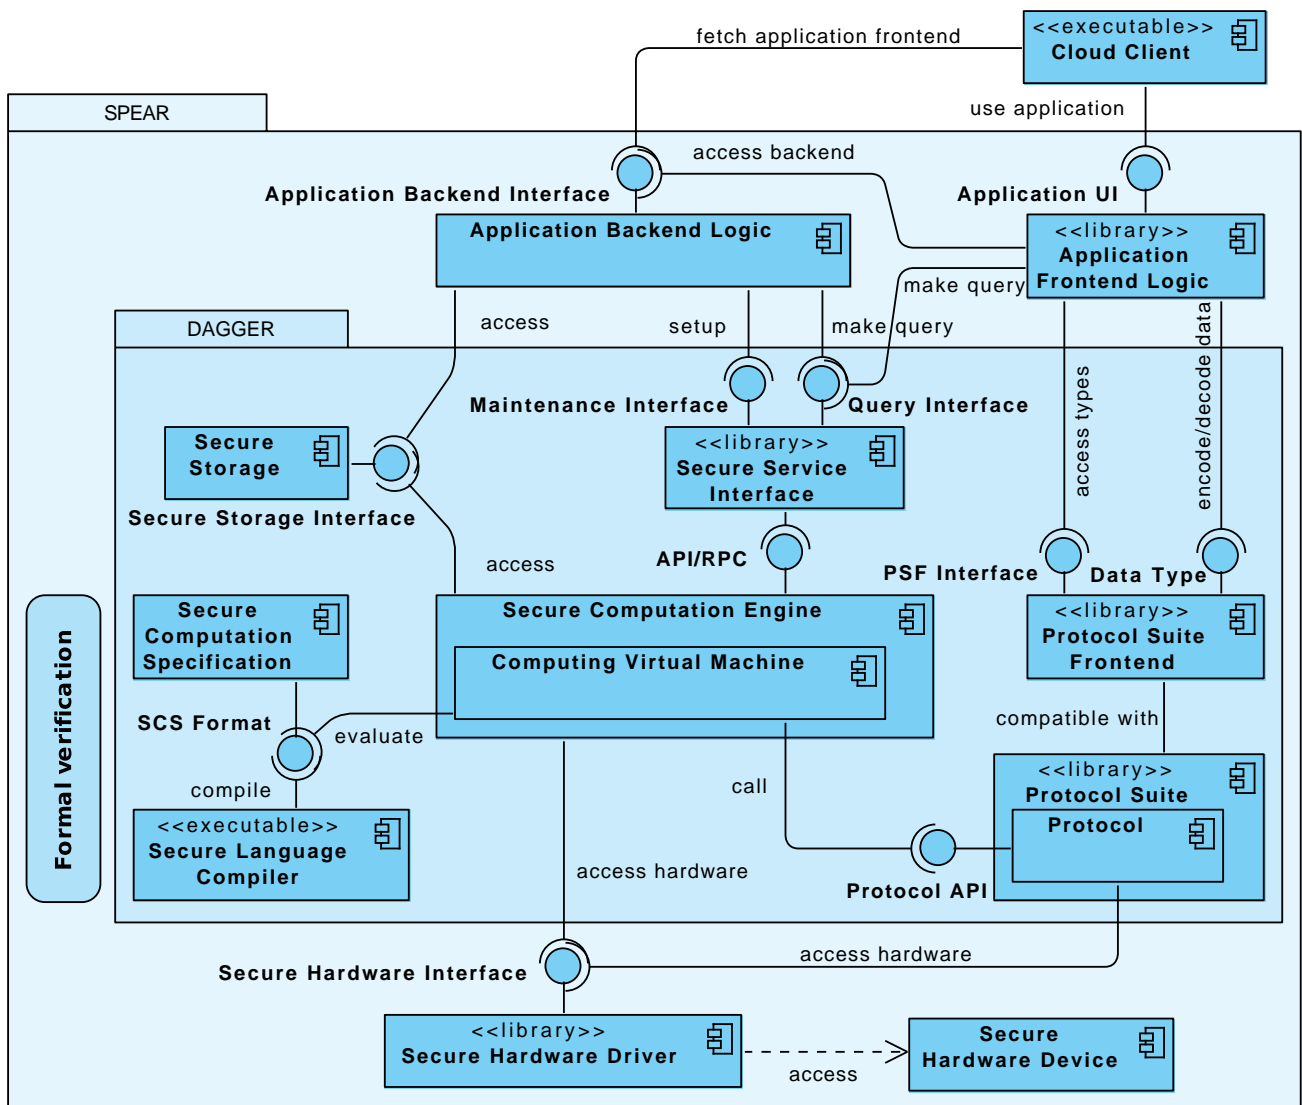 <<executable>>
Cloud Client
fetch application frontend
use application
SPEAR
access backend
Application Backend Interface
Application UI
Application Backend Logic
<<library>>
Application
Frontend Logic
make query
access
setup
make query
DAGGER
access types
encode/decode data
Maintenance Interface
Query Interface
Secure
Storage
<<library>>
Secure Service
Interface
Secure Storage Interface
access
API/RPC
PSF Interface
Data Type
Secure
Computation
Specification
Secure Computation Engine
Computing Virtual Machine
<<library>>
Protocol Suite
Frontend
Formal verification
SCS Format
evaluate
compatible with
compile
call
<<library>>
Protocol Suite
Protocol
<<executable>>
Secure Language
Compiler
access hardware
Protocol API
access hardware
Secure Hardware Interface
<<library>>
Secure Hardware Driver
access
Secure
Hardware Device